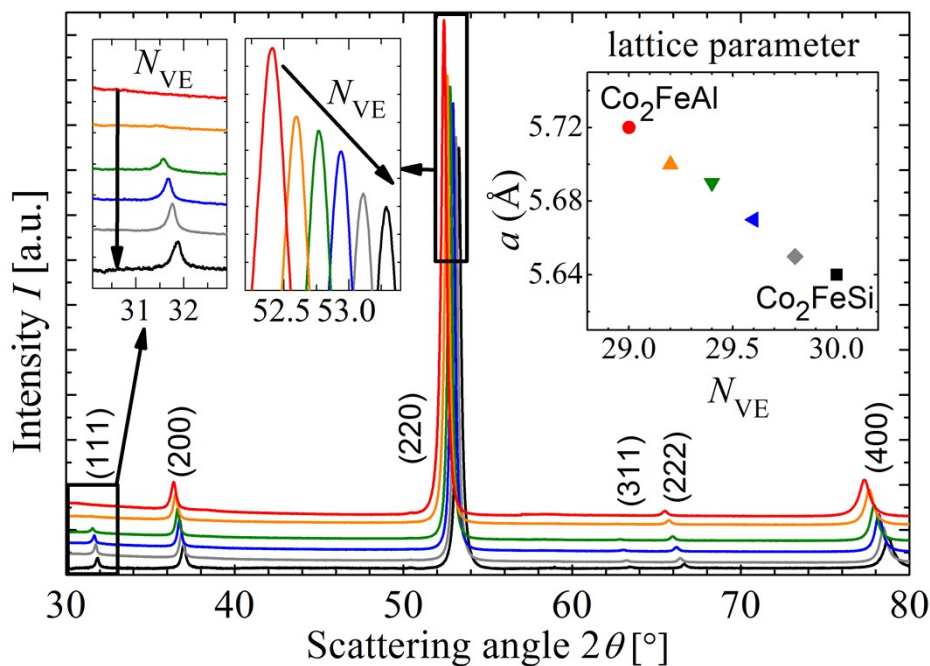 Intensity I [a.u.]
N_VE
31 32
N_VE
52.5 53.0
lattice parameter
Co₂FeAl
Co₂FeSi
5.72
5.68
5.64
a (Å)
29.0 29.5 30.0
N_VE
(111)
(200)
(220)
(311)
(222)
(400)
30 40 50 60 70 80
Scattering angle 2θ [°]